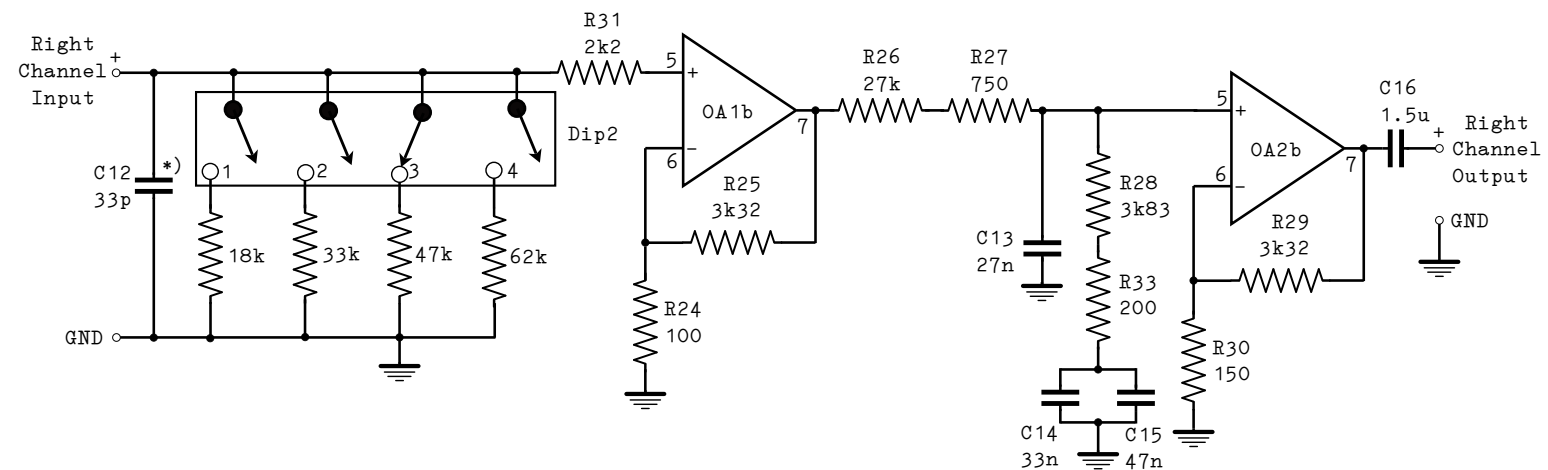 Right
Channel
Input
+
C12 *)
33p
GND
1
2
3
4
Dip2
18k
33k
47k
62k
R31
2k2
5
+
6
−
7
OA1b
R25
3k32
R24
100
R26
27k
R27
750
C13
27n
R28
3k83
R33
200
C14
33n
C15
47n
5
+
6
−
7
OA2b
R29
3k32
R30
150
C16
1.5u
+
Right
Channel
Output
GND